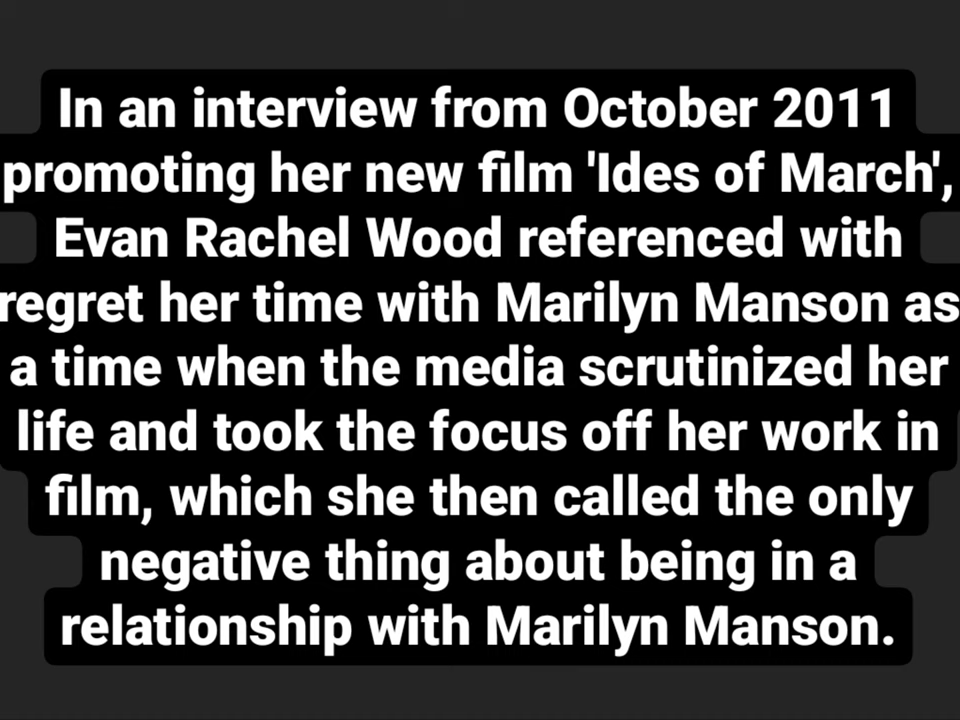 In an interview from October 2011
promoting her new film 'Ides of March',
Evan Rachel Wood referenced with
regret her time with Marilyn Manson as
a time when the media scrutinized her
life and took the focus off her work in
film, which she then called the only
negative thing about being in a
relationship with Marilyn Manson.